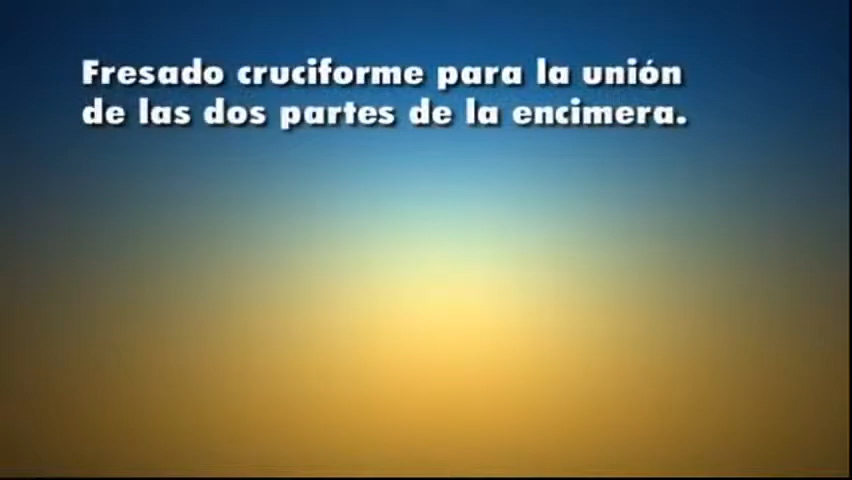 Fresado cruciforme para la unión
de las dos partes de la encimera.